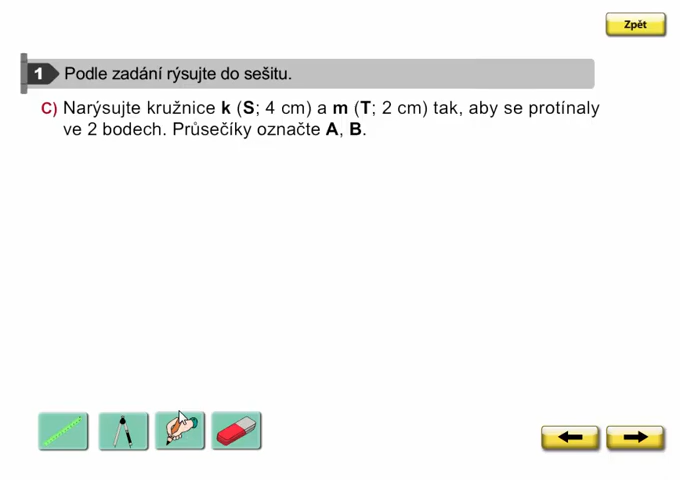 Zpět
1 Podle zadání rýsujte do sešitu.
C) Narýsujte kružnice k (S; 4 cm) a m (T; 2 cm) tak, aby se protínaly
ve 2 bodech. Průsečíky označte A, B.